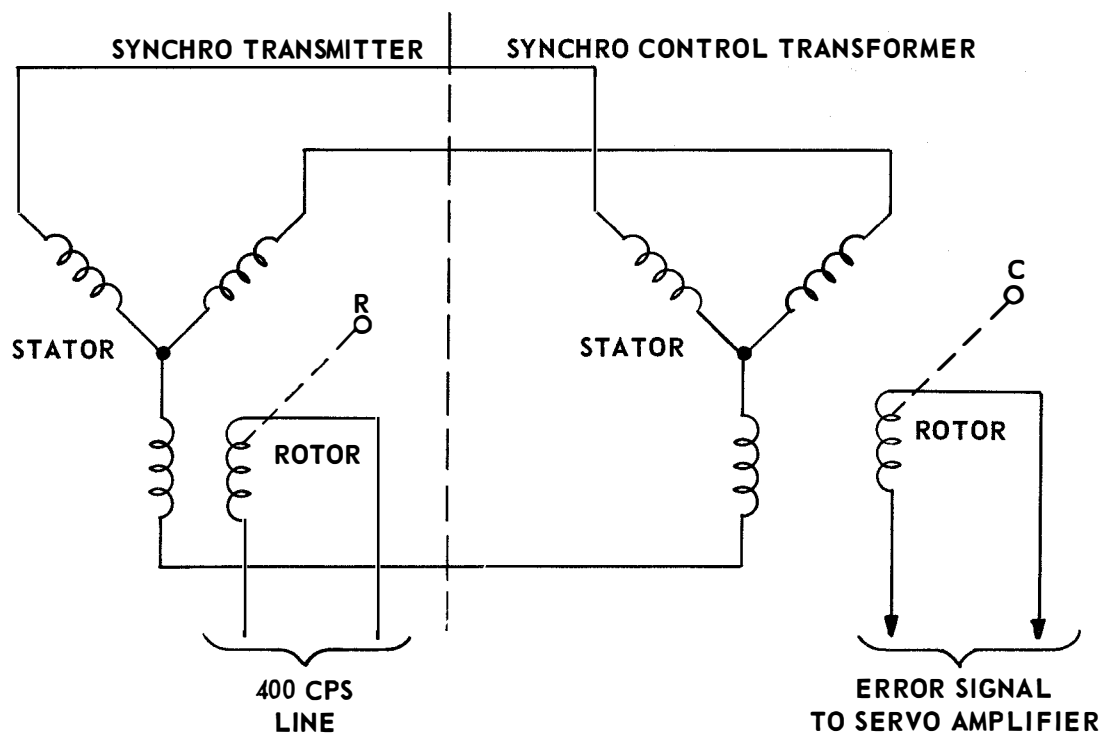 SYNCHRO TRANSMITTER
SYNCHRO CONTROL TRANSFORMER
R
C
STATOR
STATOR
ROTOR
ROTOR
400 CPS
LINE
ERROR SIGNAL
TO SERVO AMPLIFIER